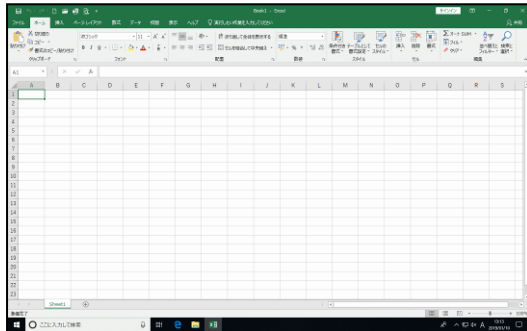 Book1 - Excel
サインイン
ファイル ホーム 挿入 ページ レイアウト 数式 データ 校閲 表示 ヘルプ 実行したい作業を入力してください 共有
切り取り
コピー
書式のコピー/貼り付け
貼り付け
游ゴシック 11
B I U
折り返して全体を表示する
セルを結合して中央揃え
標準
条件付き書式
テーブルとして書式設定
セルのスタイル
挿入 削除 書式
オート SUM
フィル
クリア
並べ替えと フィルター
検索と 選択
クリップボード フォント 配置 数値 スタイル セル 編集
A1
A B C D E F G H I J K L M N O P Q R S
1
2
3
4
5
6
7
8
9
10
11
12
13
14
15
16
17
18
19
20
21
22
23
Sheet1
準備完了
ここに入力して検索
A
13:13
2019/01/10